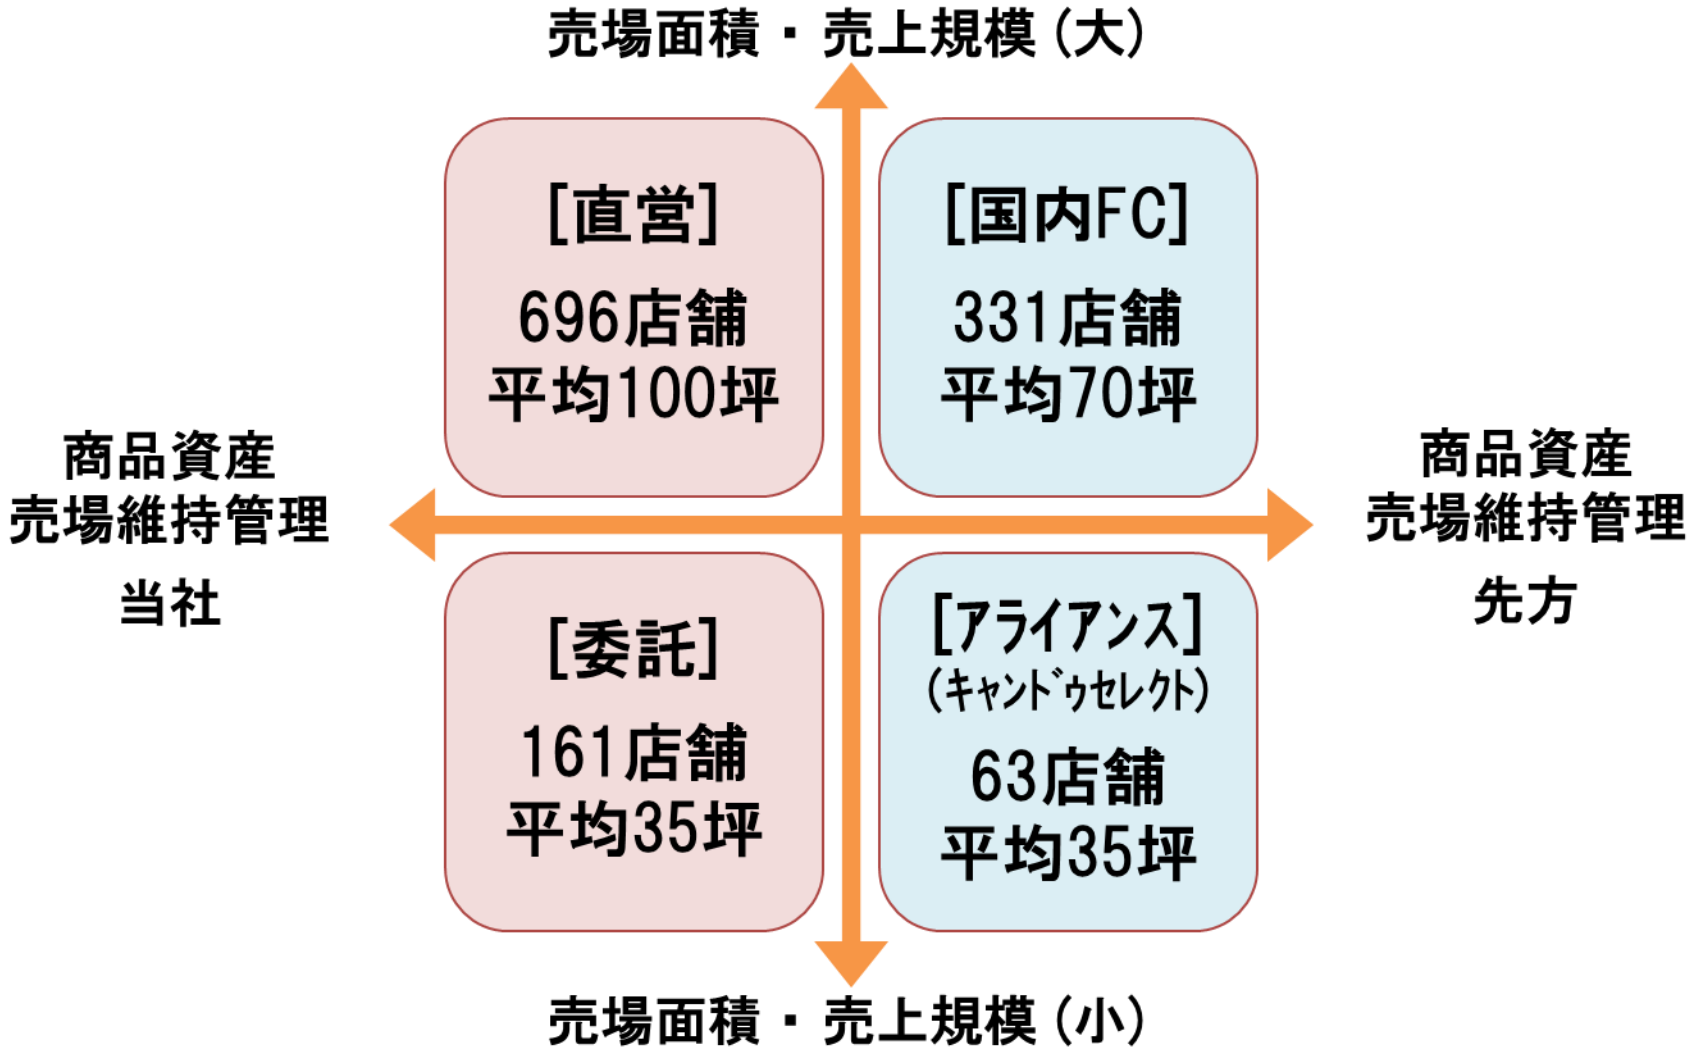 売場面積・売上規模(大)
[直営]
696店舗
平均100坪
[国内FC]
331店舗
平均70坪
商品資産
売場維持管理
当社
商品資産
売場維持管理
先方
[委託]
161店舗
平均35坪
[アライアンス]
(キャンドゥセレクト)
63店舗
平均35坪
売場面積・売上規模(小)